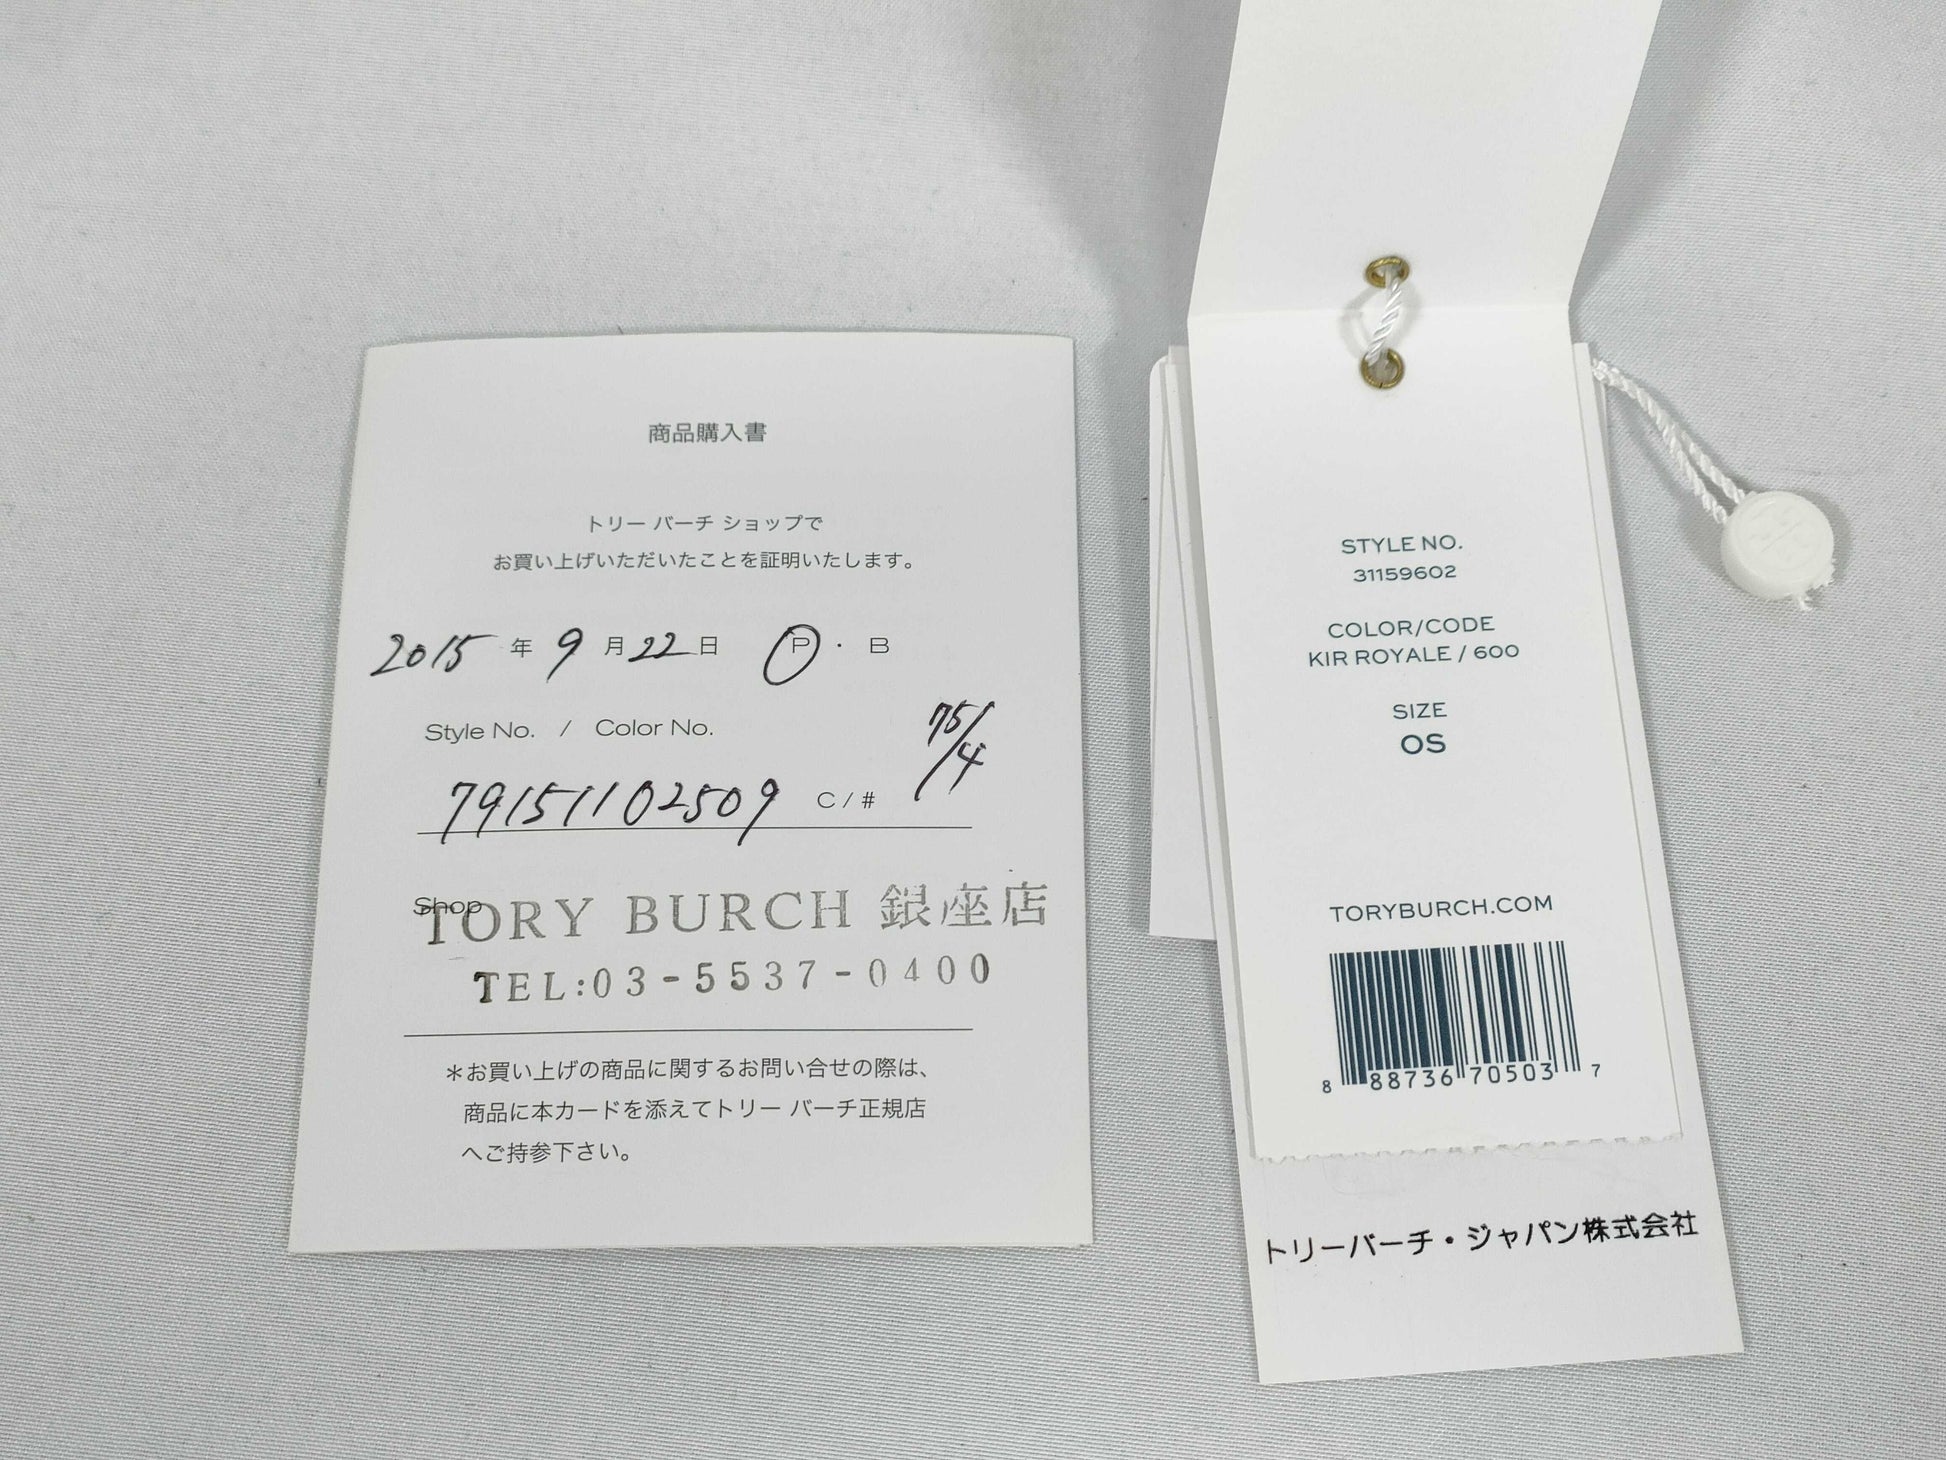 商品購入書
トリー バーチ ショップで
お買い上げいただいたことを証明いたします。
2015 年 9 月 22 日 P ・ B
Style No. / Color No.
75/4
79151102509 C / #
Shop
TORY BURCH 銀座店
TEL:03-5537-0400
＊お買い上げの商品に関するお問い合せの際は、
商品に本カードを添えてトリー バーチ正規店
へご持参下さい。
STYLE NO.
31159602
COLOR/CODE
KIR ROYALE / 600
SIZE
OS
TORYBURCH.COM
8 88736 70503 7
トリーバーチ・ジャパン株式会社